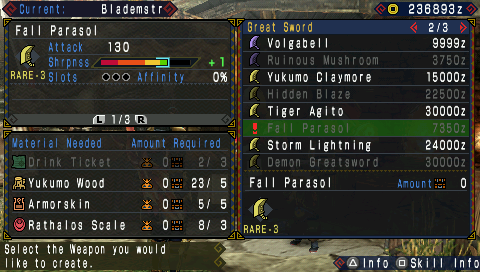 Current: Blademstr
236893z
Fall Parasol
Attack 130
Shrpnss +1
RARE-3 Slots Affinity 0%
L 1/3 R
Material Needed Amount Required
Drink Ticket 0 2/ 3
Yukumo Wood 0 23/ 5
Armorskin 0 5/ 5
Rathalos Scale 0 8/ 3
Great Sword 2/3
Volgabell 9999z
Ruinous Mushroom 3750z
Yukumo Claymore 15000z
Hidden Blaze 22500z
Tiger Agito 30000z
Fall Parasol 7350z
Storm Lightning 24000z
Demon Greatsword 30000z
Fall Parasol Amount 0
RARE-3
Select the Weapon you would
like to create.
Info Skill Info